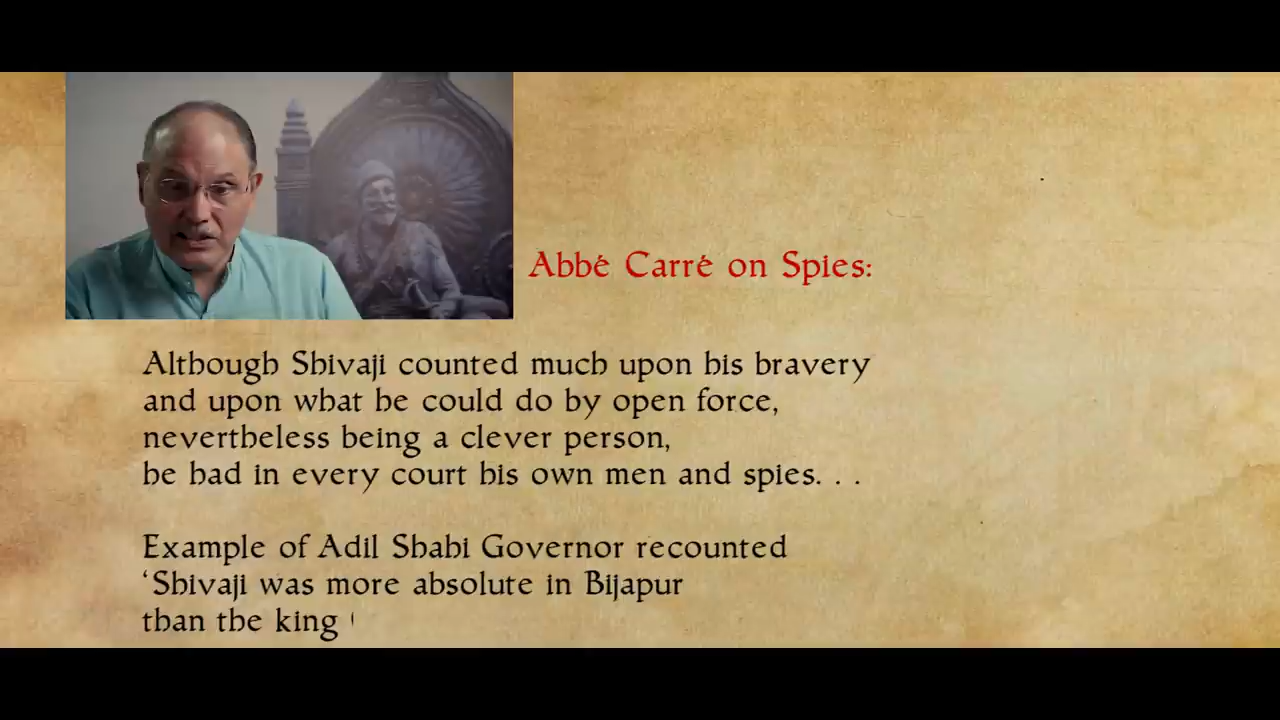 Abbé Carré on Spies:
Although Shivaji counted much upon his bravery
and upon what he could do by open force,
nevertheless being a clever person,
he had in every court his own men and spies. . .
Example of Adil Shahi Governor recounted
‘Shivaji was more absolute in Bijapur
than the king (